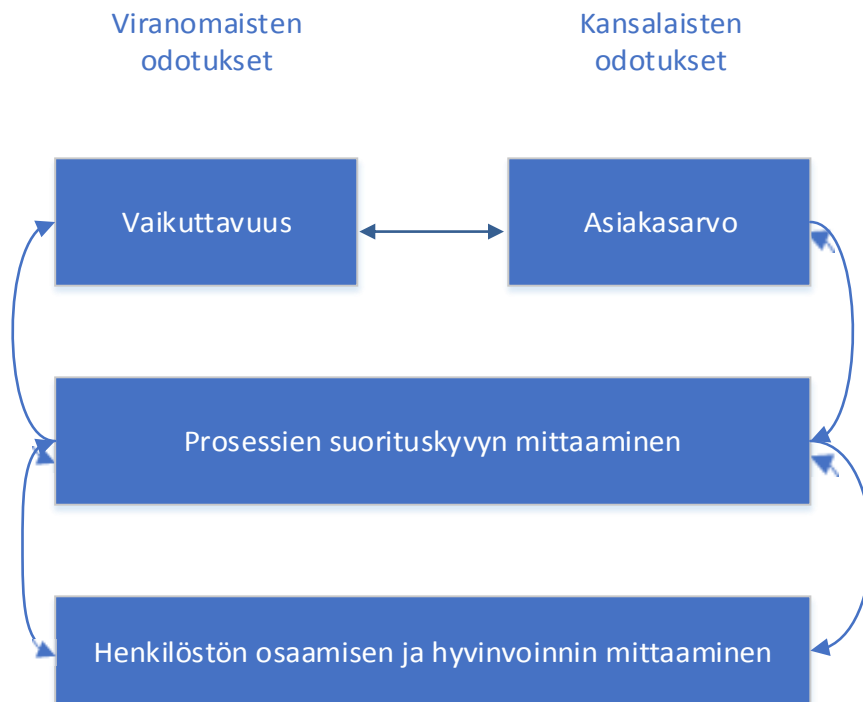 Viranomaisten
odotukset
Kansalaisten
odotukset
Vaikuttavuus
Asiakasarvo
Prosessien suorituskyvyn mittaaminen
Henkilöstön osaamisen ja hyvinvoinnin mittaaminen